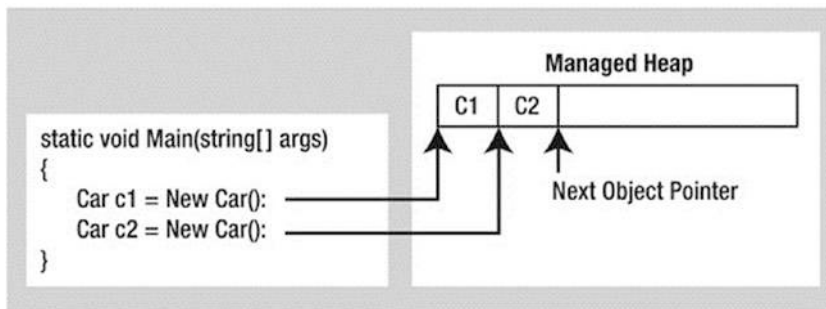 static void Main(string[] args)
{
Car c1 = New Car():
Car c2 = New Car():
}
Managed Heap
C1 C2
Next Object Pointer